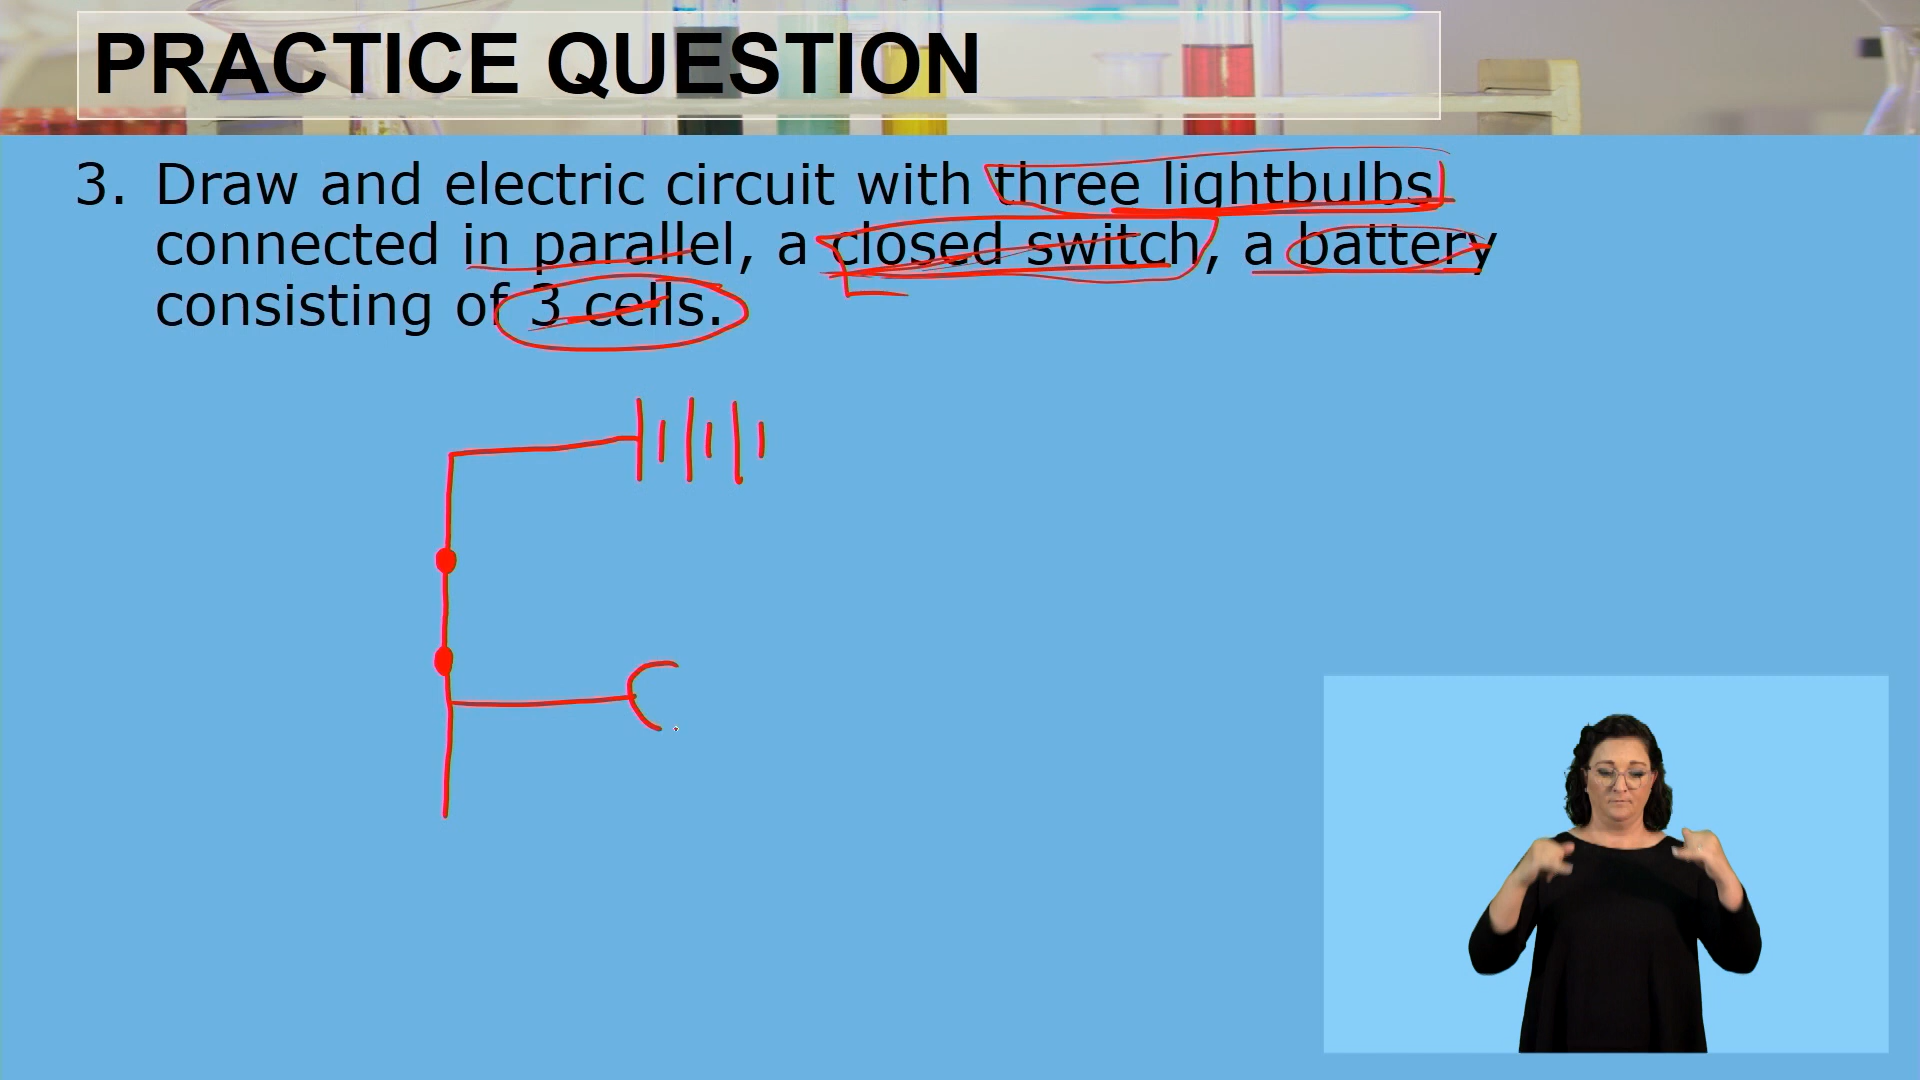 PRACTICE QUESTION
3. Draw and electric circuit with three lightbulbs
connected in parallel, a closed switch, a battery
consisting of 3 cells.